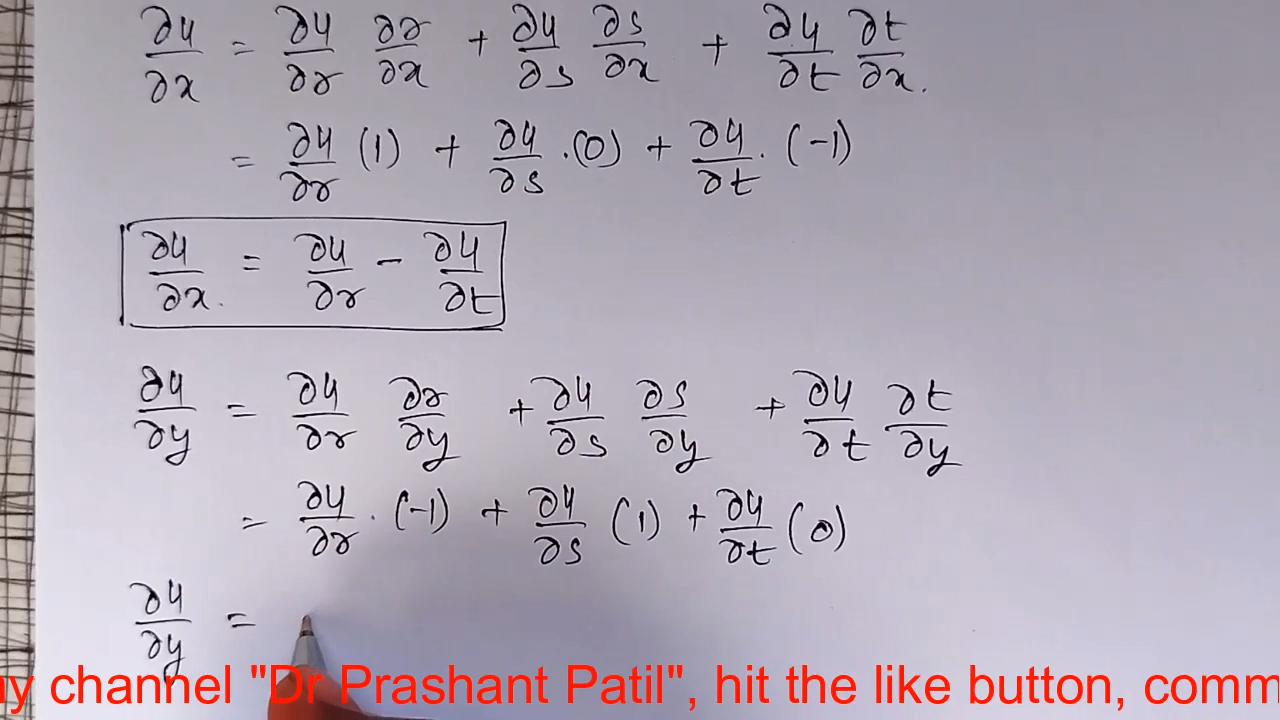 ∂u/∂x = ∂u/∂r ∂r/∂x + ∂u/∂s ∂s/∂x + ∂u/∂t ∂t/∂x.
= ∂u/∂r (1) + ∂u/∂s .(0) + ∂u/∂t . (-1)
∂u/∂x. = ∂u/∂r - ∂u/∂t
∂u/∂y = ∂u/∂r ∂r/∂y + ∂u/∂s ∂s/∂y + ∂u/∂t ∂t/∂y
= ∂u/∂r . (-1) + ∂u/∂s (1) + ∂u/∂t (0)
∂u/∂y =
y channel "Dr Prashant Patil", hit the like button, comm